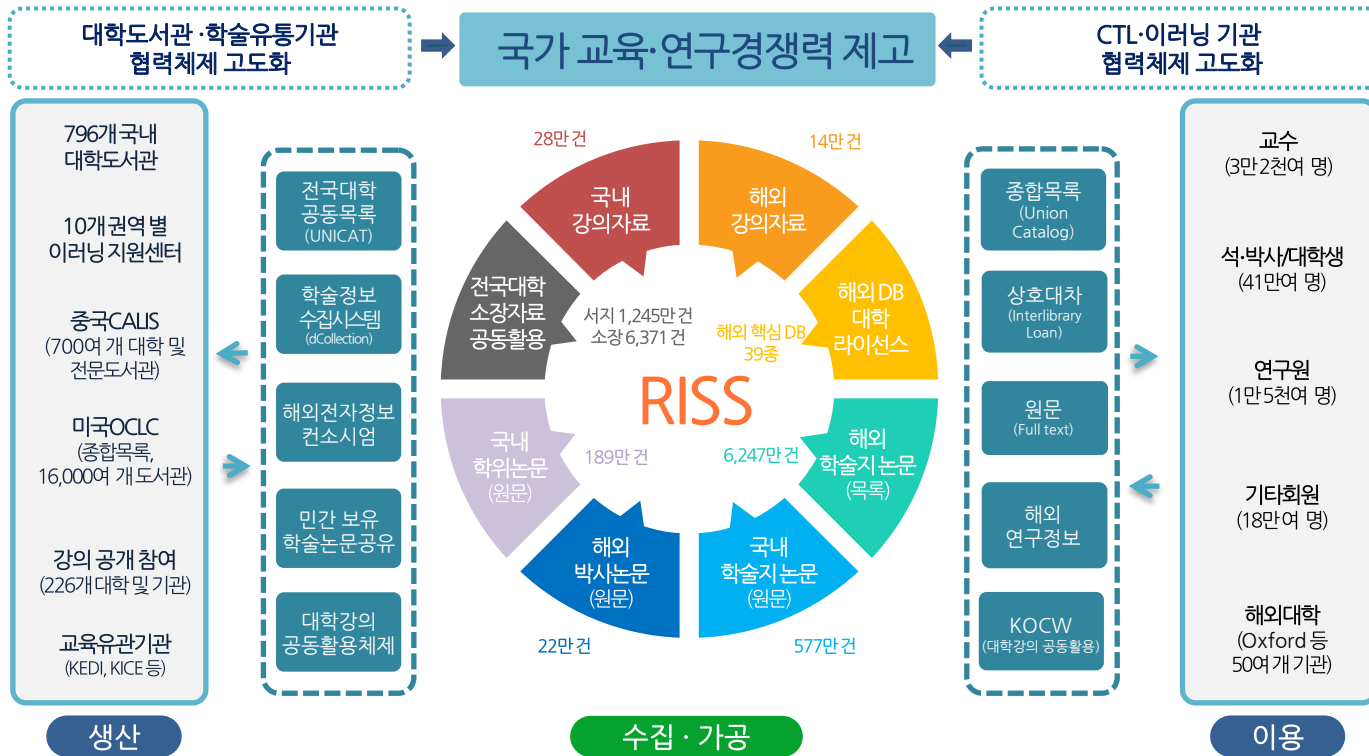 대학도서관·학술유통기관
협력체제 고도화
국가 교육·연구경쟁력 제고
CTL·이러닝 기관
협력체제 고도화
796개 국내
대학도서관
10개 권역 별
이러닝 지원센터
중국CALIS
(700여 개 대학 및
전문도서관)
미국OCLC
(종합목록,
16,000여 개 도서관)
강의 공개 참여
(226개 대학 및 기관)
교육유관기관
(KEDI, KICE 등)
생산
전국대학
공동목록
(UNICAT)
학술정보
수집시스템
(dCollection)
해외전자정보
컨소시엄
민간 보유
학술논문공유
대학강의
공동활용체제
28만 건
14만 건
국내
강의자료
해외
강의자료
전국대학
소장자료
공동활용
서지 1,245만 건
소장 6,371 건
해외 핵심 DB
39종
해외 DB
대학
라이선스
RISS
국내
학위논문
(원문)
189만 건
6,247만 건
해외
학술지 논문
(목록)
해외
박사논문
(원문)
국내
학술지 논문
(원문)
22만 건
577만 건
수집 · 가공
종합목록
(Union
Catalog)
상호대차
(Interlibrary
Loan)
원문
(Full text)
해외
연구정보
KOCW
(대학강의 공동활용)
교수
(3만 2천여 명)
석·박사/대학생
(41만여 명)
연구원
(1만 5천여 명)
기타회원
(18만여 명)
해외대학
(Oxford 등
50여 개 기관)
이용